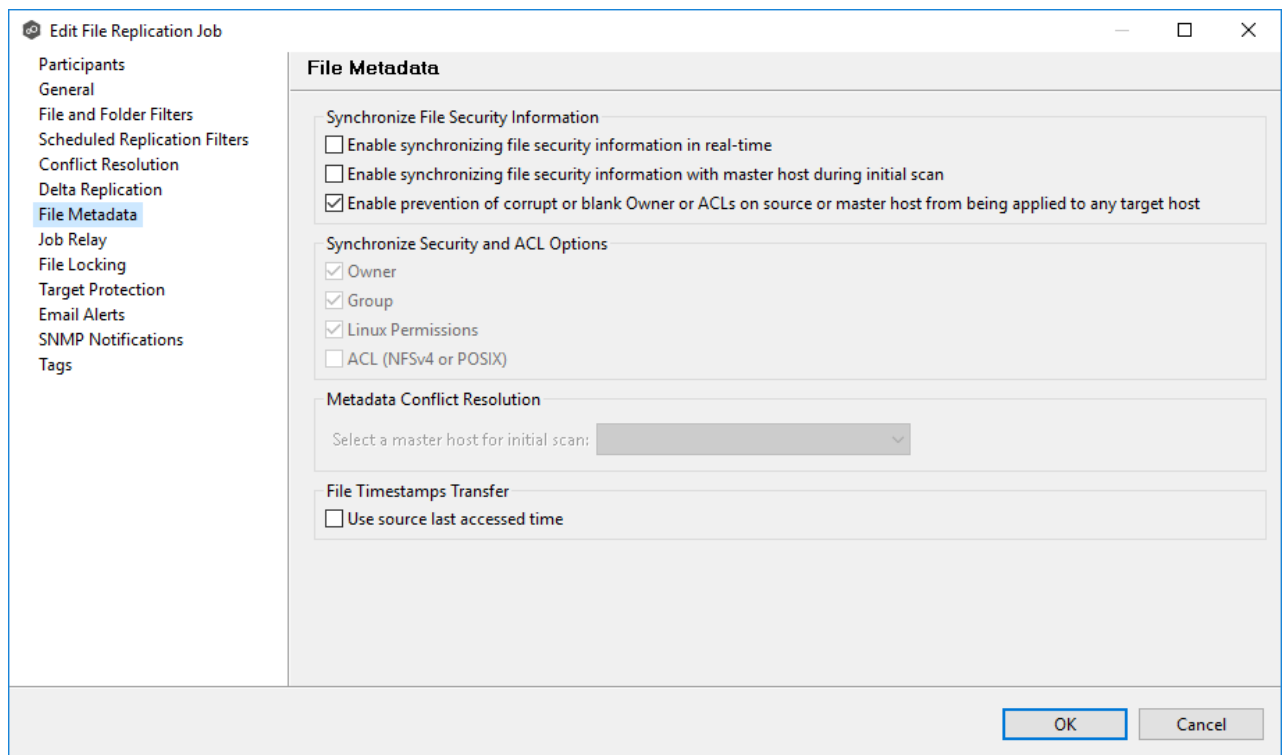 Edit File Replication Job
Participants
General
File and Folder Filters
Scheduled Replication Filters
Conflict Resolution
Delta Replication
File Metadata
Job Relay
File Locking
Target Protection
Email Alerts
SNMP Notifications
Tags
File Metadata
Synchronize File Security Information
Enable synchronizing file security information in real-time
Enable synchronizing file security information with master host during initial scan
Enable prevention of corrupt or blank Owner or ACLs on source or master host from being applied to any target host
Synchronize Security and ACL Options
Owner
Group
Linux Permissions
ACL (NFSv4 or POSIX)
Metadata Conflict Resolution
Select a master host for initial scan:
File Timestamps Transfer
Use source last accessed time
OK
Cancel